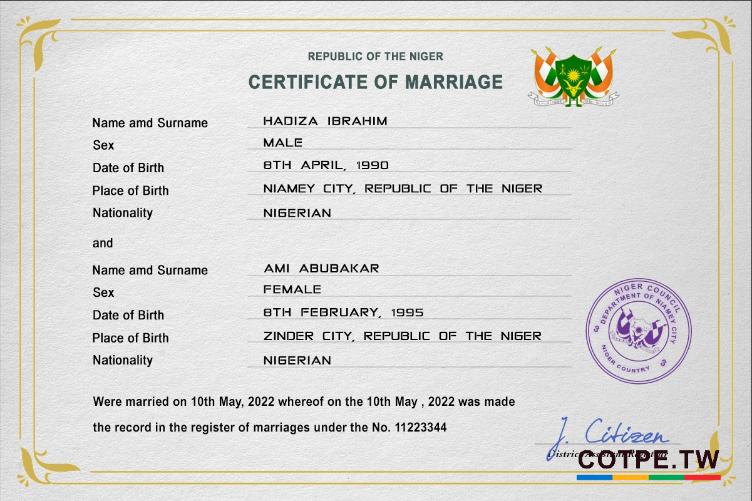 REPUBLIC OF THE NIGER
CERTIFICATE OF MARRIAGE
Name amd Surname HADIZA IBRAHIM
Sex MALE
Date of Birth 8TH APRIL, 1990
Place of Birth NIAMEY CITY, REPUBLIC OF THE NIGER
Nationality NIGERIAN
and
Name amd Surname AMI ABUBAKAR
Sex FEMALE
Date of Birth 8TH FEBRUARY, 1995
Place of Birth ZINDER CITY, REPUBLIC OF THE NIGER
Nationality NIGERIAN
NIGER COUNCIL
DEPARTMENT OF NIAMEY CITY
NIGER COUNTRY
Were married on 10th May, 2022 whereof on the 10th May , 2022 was made
the record in the register of marriages under the No. 11223344
J. Citizen
District
COTPE.TW